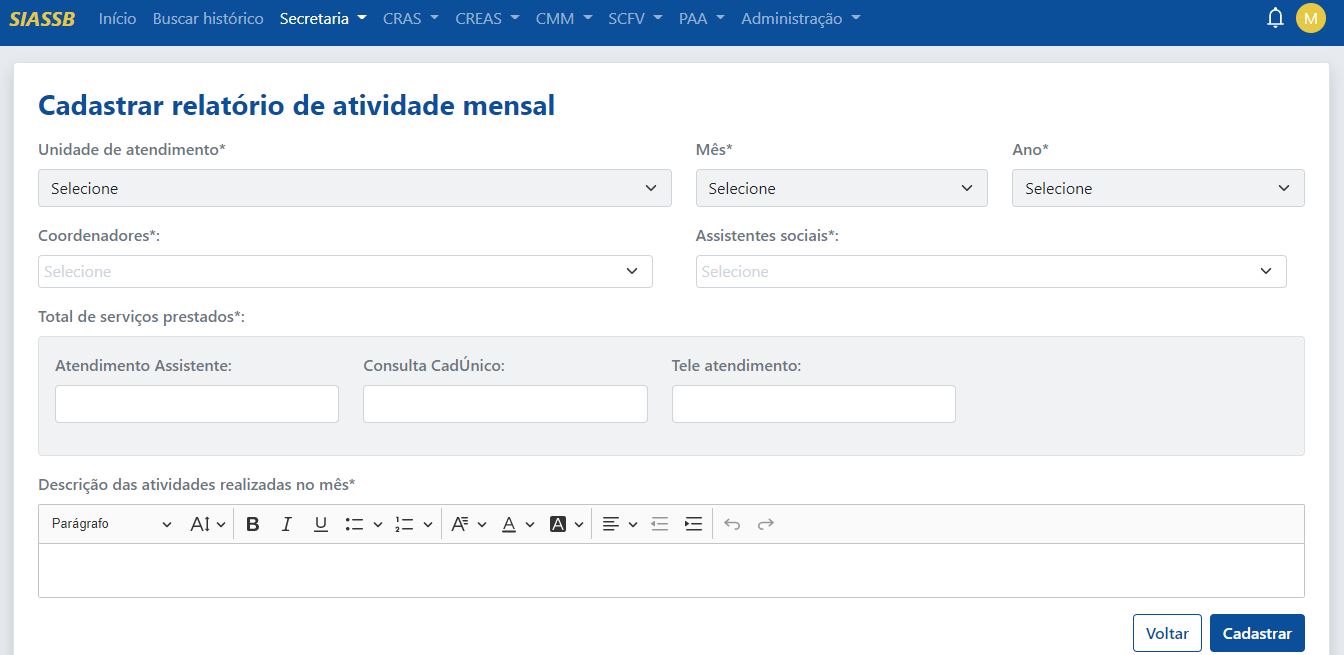 SIASSB Início Buscar histórico Secretaria CRAS CREAS CMM SCFV PAA Administração M
Cadastrar relatório de atividade mensal
Unidade de atendimento* Mês* Ano*
Selecione Selecione Selecione
Coordenadores*: Assistentes sociais*:
Selecione Selecione
Total de serviços prestados*:
Atendimento Assistente: Consulta CadÚnico: Tele atendimento:
Descrição das atividades realizadas no mês*
Parágrafo
Voltar Cadastrar